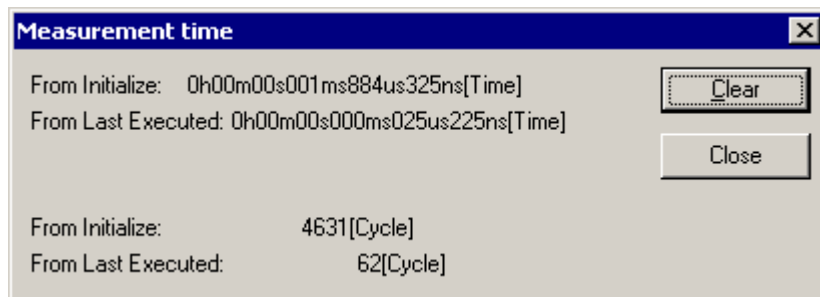 Measurement time
From Initialize: 0h00m00s001ms884us325ns[Time]
Clear
From Last Executed: 0h00m00s000ms025us225ns[Time]
Close
From Initialize: 4631[Cycle]
From Last Executed: 62[Cycle]